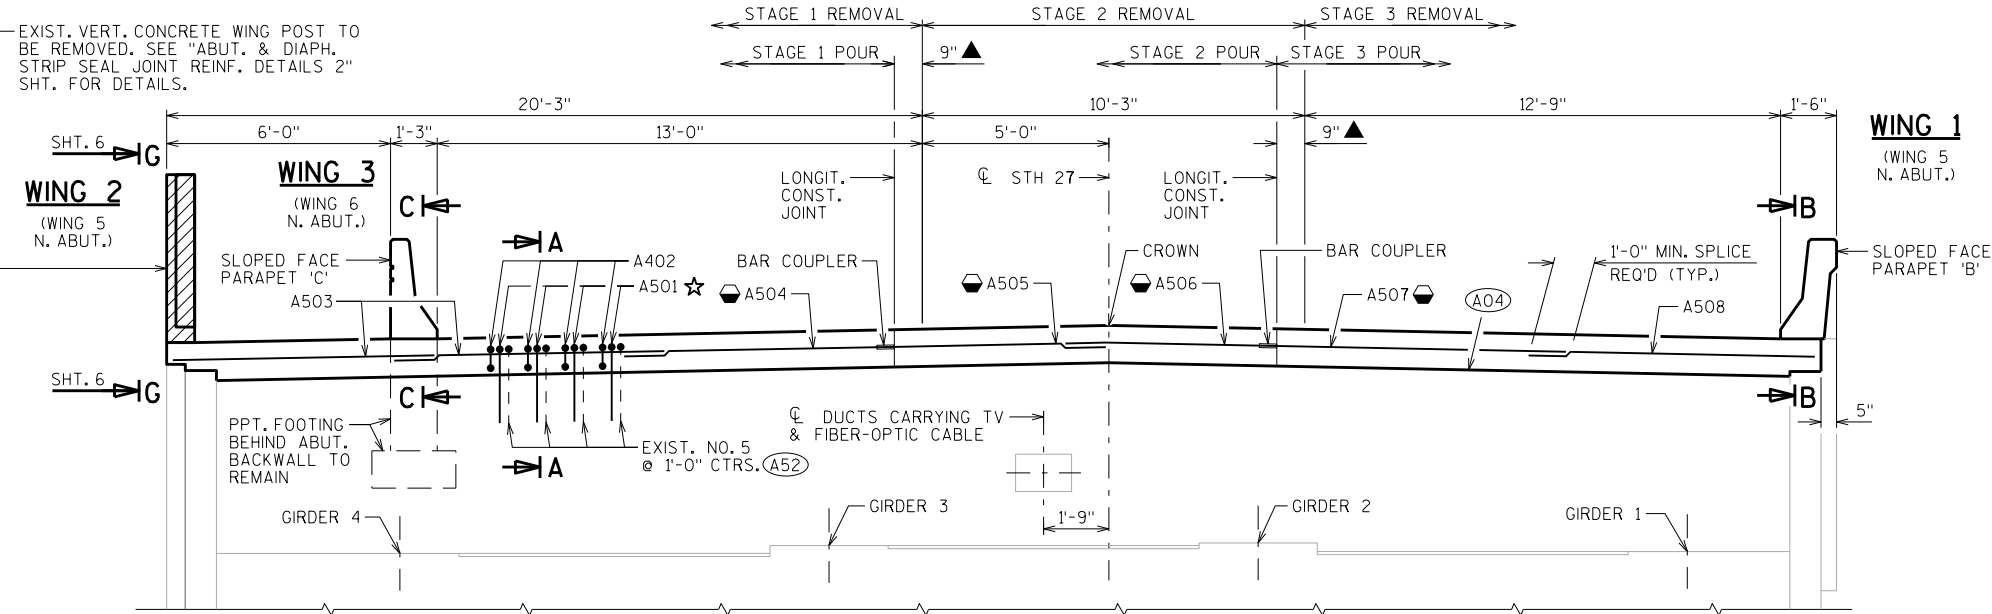 STAGE 1 REMOVAL
STAGE 2 REMOVAL
STAGE 3 REMOVAL
EXIST. VERT. CONCRETE WING POST TO
BE REMOVED. SEE "ABUT. & DIAPH.
STRIP SEAL JOINT REINF. DETAILS 2"
SHT. FOR DETAILS.
STAGE 1 POUR
9"
STAGE 2 POUR
STAGE 3 POUR
20'-3"
10'-3"
12'-9"
1'-6"
6'-0"
1'-3"
13'-0"
5'-0"
9"
SHT. 6
G
WING 1
(WING 5
N. ABUT.)
WING 2
(WING 5
N. ABUT.)
WING 3
(WING 6
N. ABUT.)
C
LONGIT.
CONST.
JOINT
℄ STH 27
LONGIT.
CONST.
JOINT
B
A
SLOPED FACE
PARAPET 'C'
A402
BAR COUPLER
CROWN
BAR COUPLER
1'-0" MIN. SPLICE
REQ'D (TYP.)
SLOPED FACE
PARAPET 'B'
A503
A501
A504
A505
A506
A507
A04
A508
SHT. 6
G
C
B
5"
PPT. FOOTING
BEHIND ABUT.
BACKWALL TO
REMAIN
℄ DUCTS CARRYING TV
& FIBER-OPTIC CABLE
A
EXIST. NO. 5
@ 1'-0" CTRS. A52
GIRDER 4
GIRDER 3
1'-9"
GIRDER 2
GIRDER 1